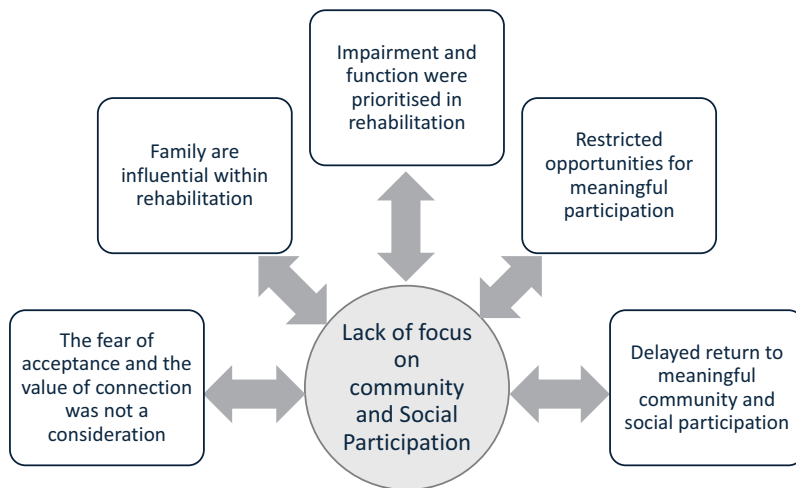 Impairment and
function were
prioritised in
rehabilitation
Family are
influential within
rehabilitation
Restricted
opportunities for
meaningful
participation
The fear of
acceptance and the
value of connection
was not a
consideration
Lack of focus
on
community
and Social
Participation
Delayed return to
meaningful
community and
social participation